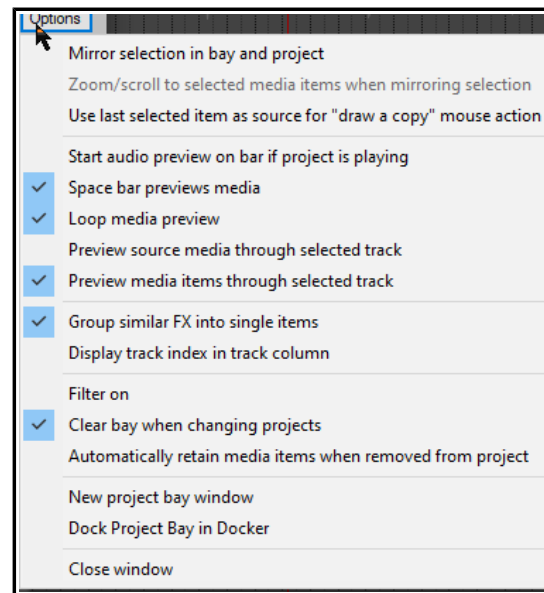 Options
Mirror selection in bay and project
Zoom/scroll to selected media items when mirroring selection
Use last selected item as source for "draw a copy" mouse action
Start audio preview on bar if project is playing
Space bar previews media
Loop media preview
Preview source media through selected track
Preview media items through selected track
Group similar FX into single items
Display track index in track column
Filter on
Clear bay when changing projects
Automatically retain media items when removed from project
New project bay window
Dock Project Bay in Docker
Close window